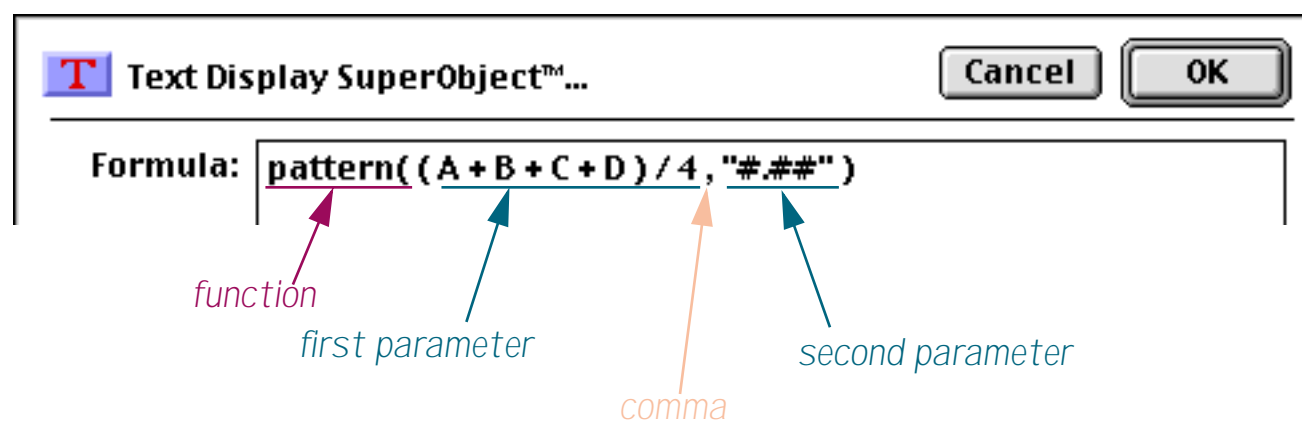 T Text Display SuperObject™... Cancel OK
Formula: pattern((A+B+C+D)/4,"#.##")
function
first parameter
second parameter
comma